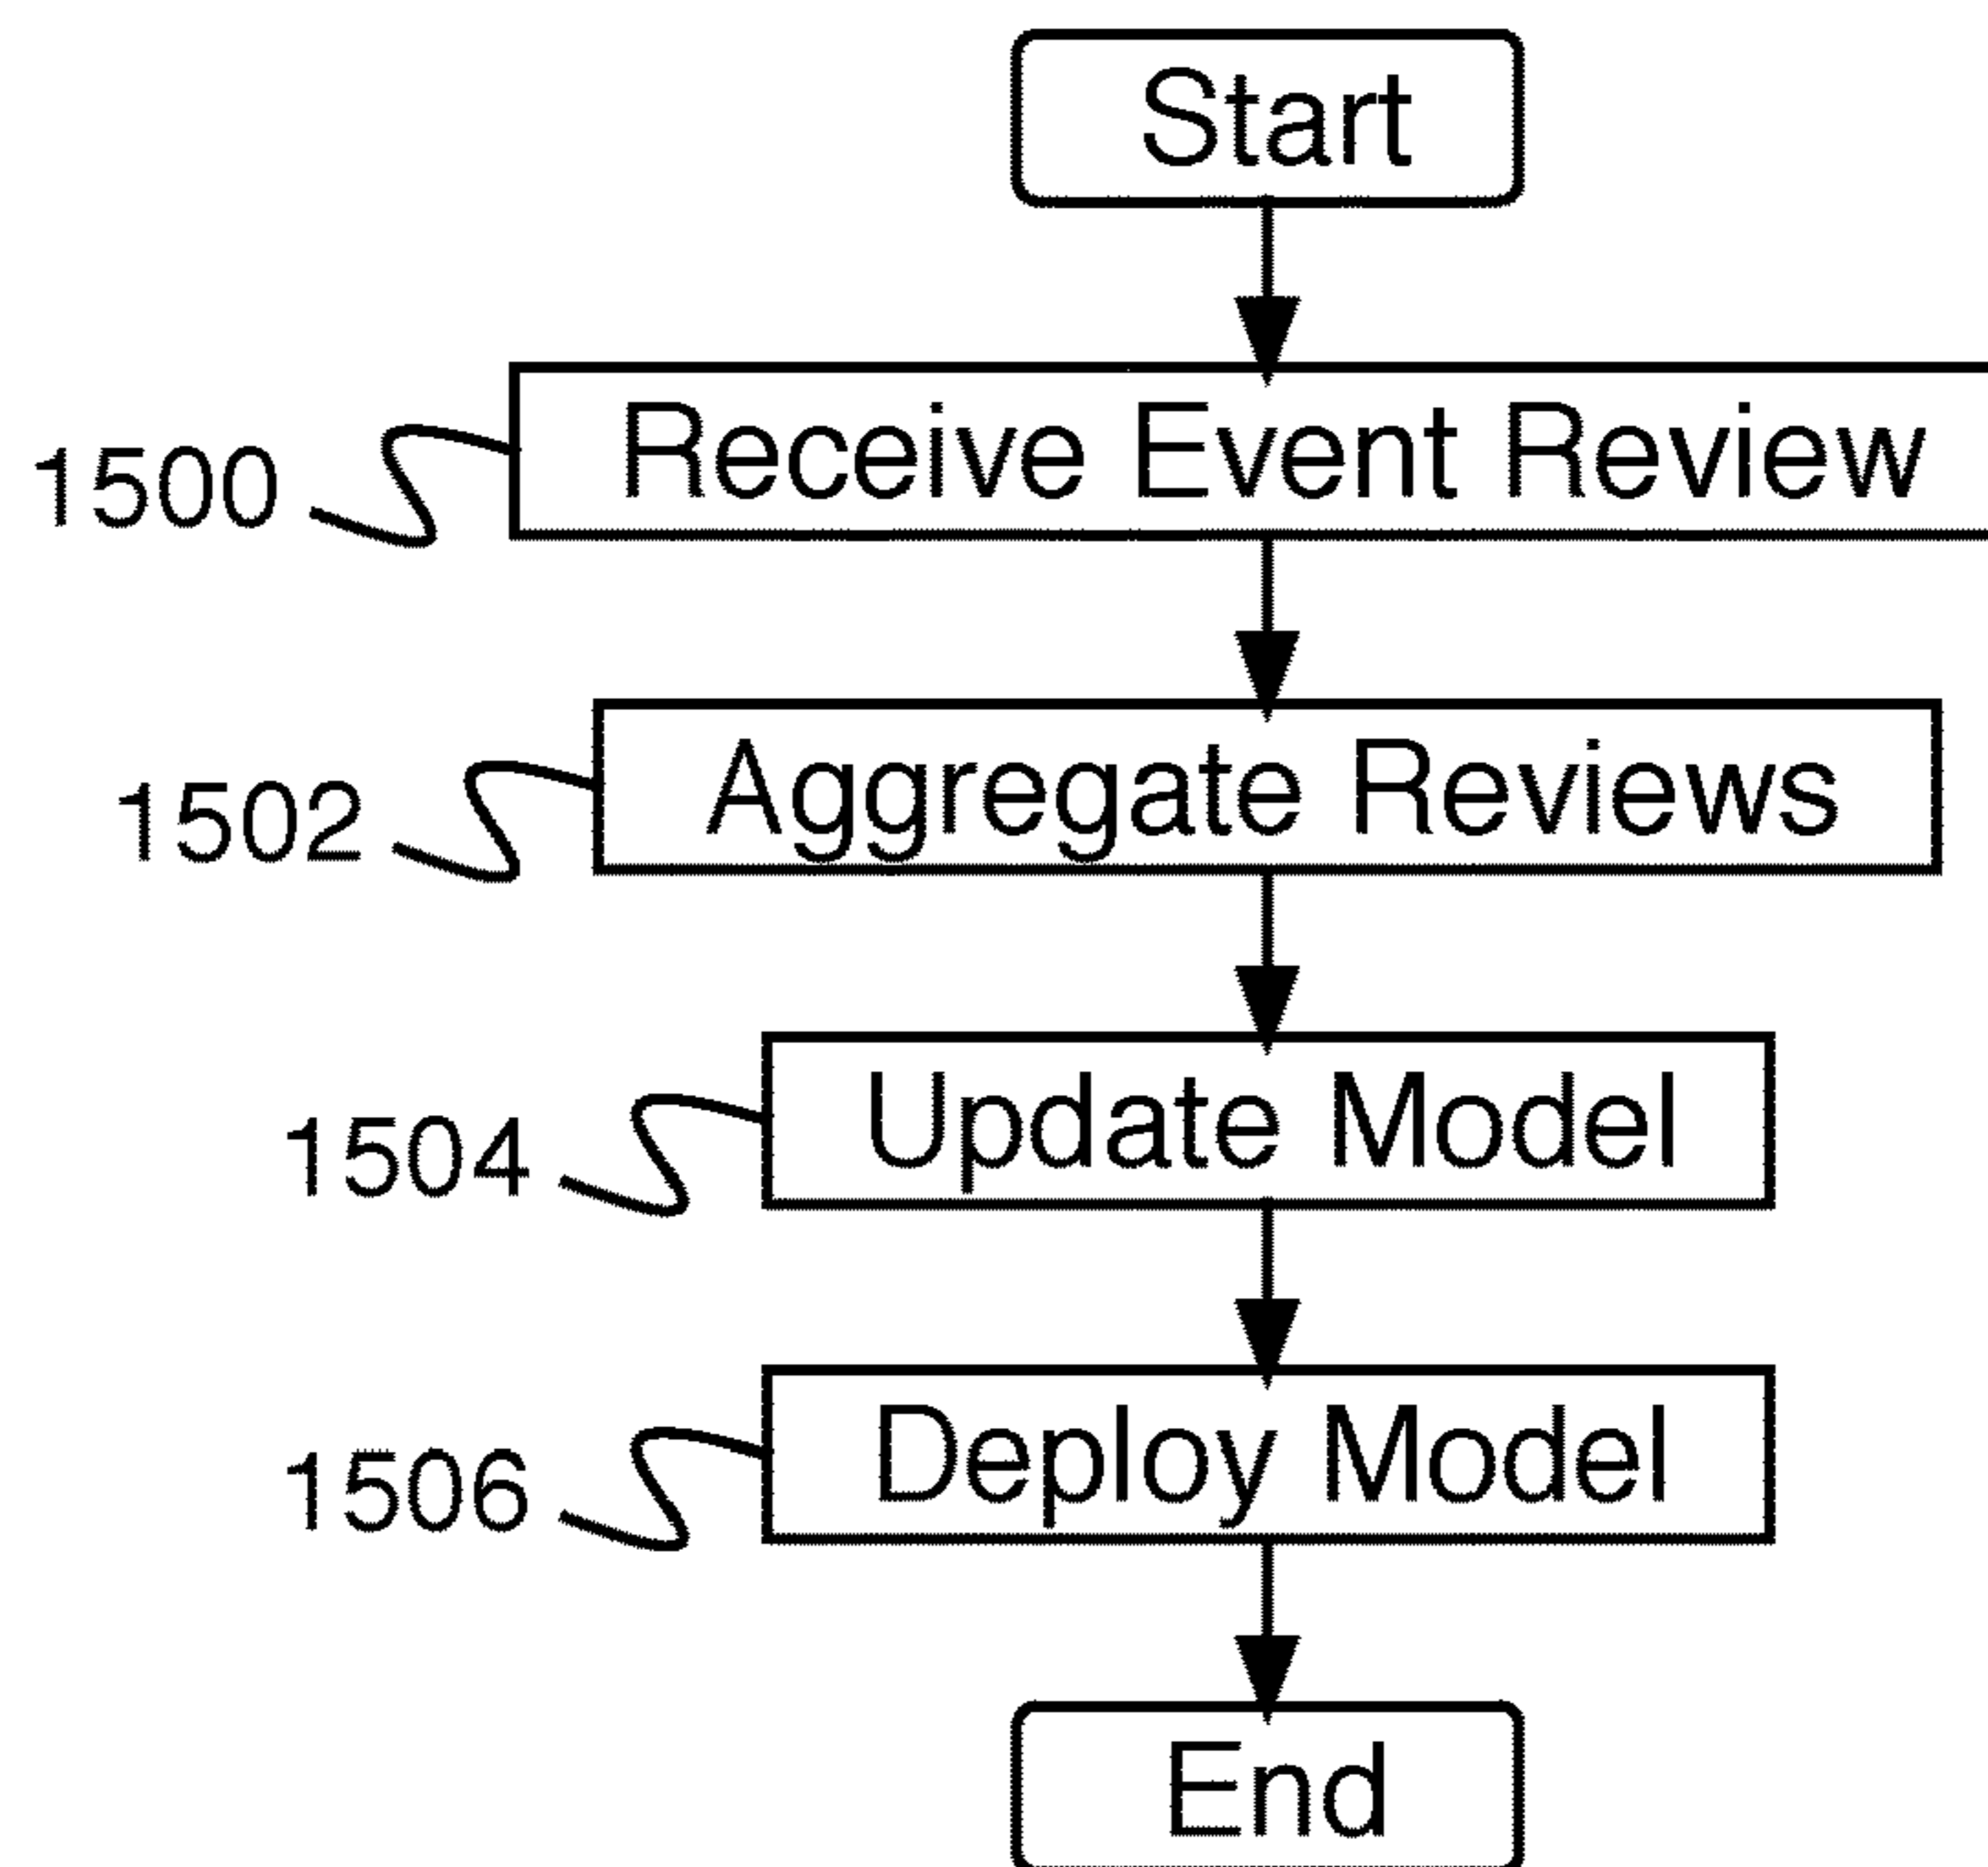 Start
1500 Receive Event Review
1502 Aggregate Reviews
1504 Update Model
1506 Deploy Model
End